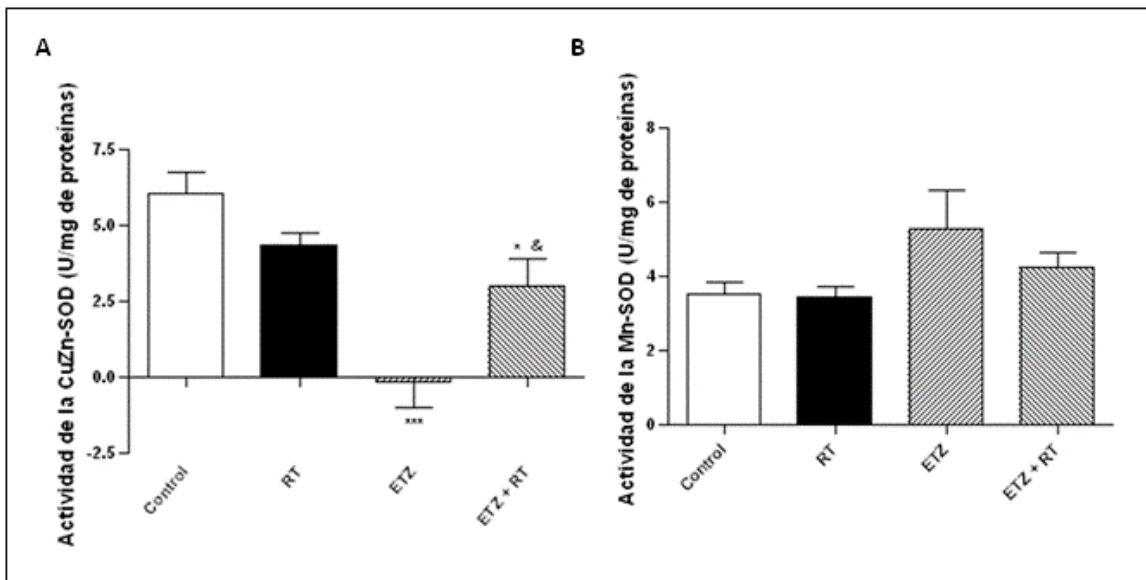 A
Actividad de la CuZn-SOD (U/mg de proteínas)
7.5
5.0
2.5
0.0
-2.5
* &
***
Control
RT
ETZ
ETZ + RT
B
Actividad de la Mn-SOD (U/mg de proteínas)
8
6
4
2
0
Control
RT
ETZ
ETZ + RT